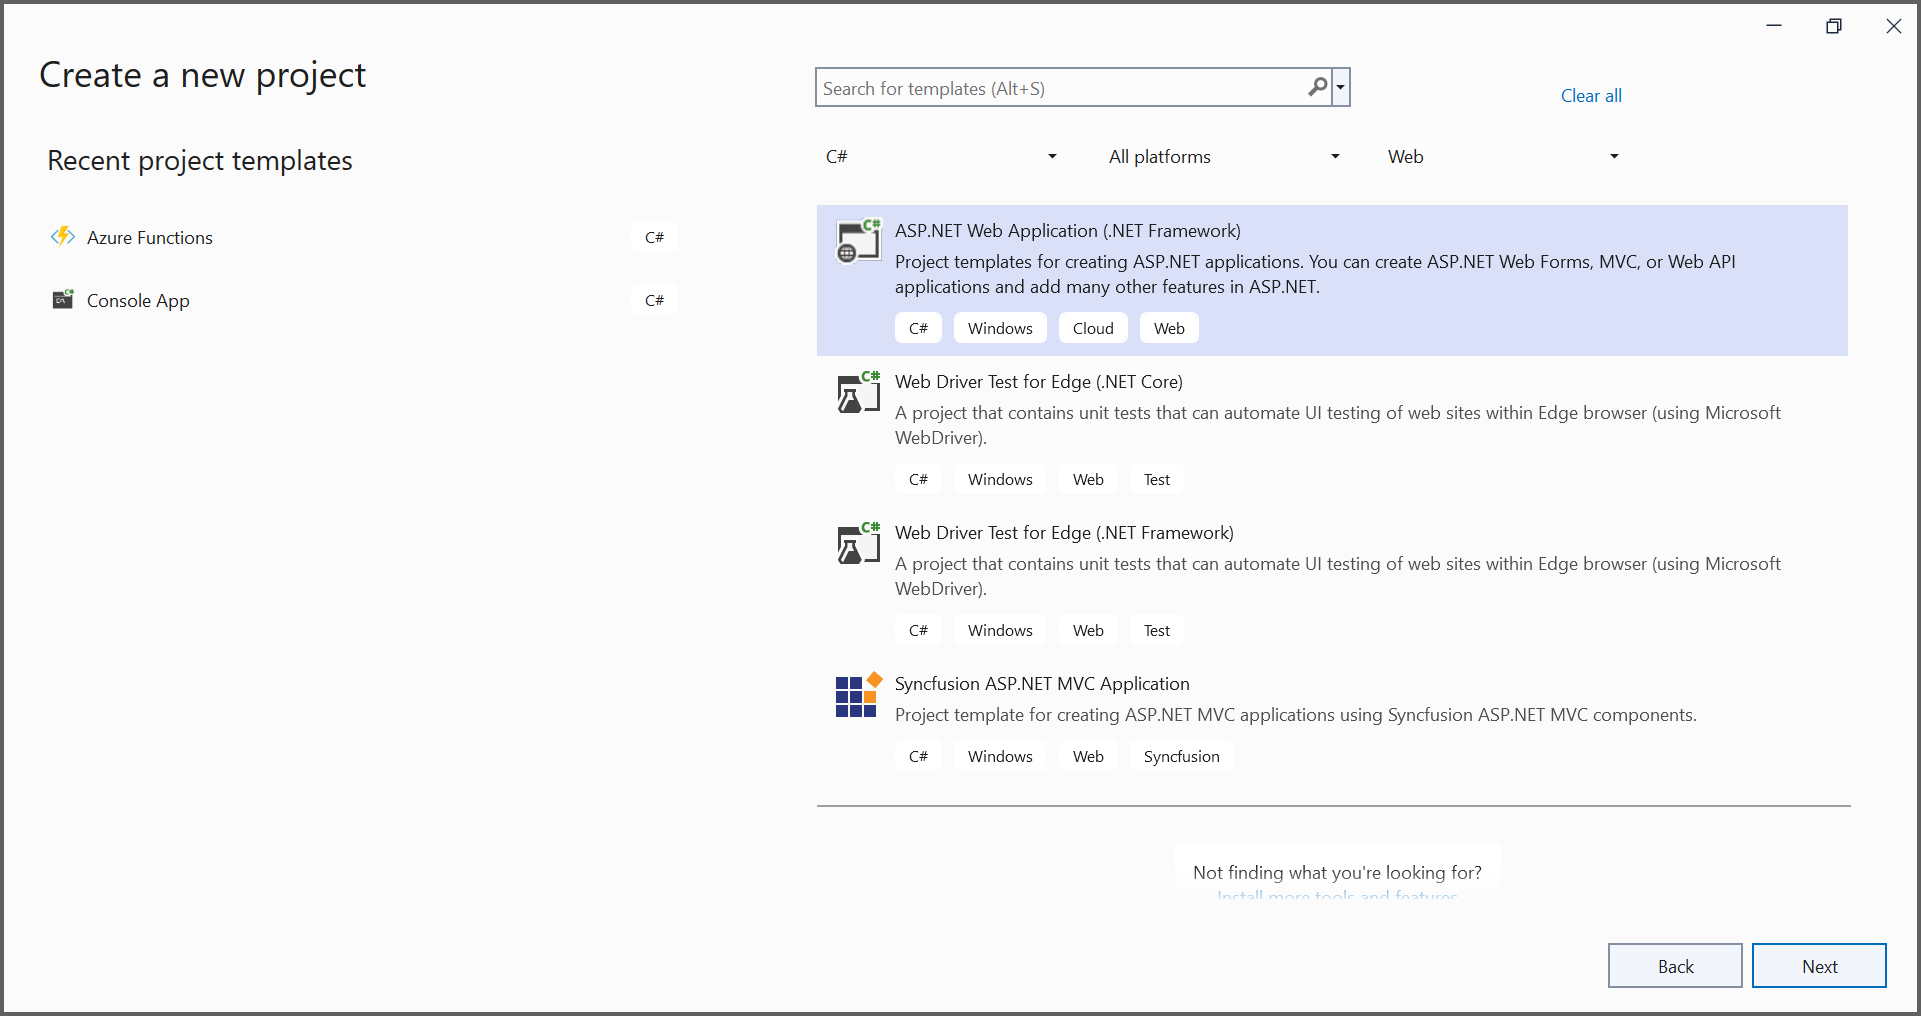 Create a new project
Search for templates (Alt+S)
Clear all
Recent project templates
C#
All platforms
Web
Azure Functions
C#
Console App
C#
C#
ASP.NET Web Application (.NET Framework)
Project templates for creating ASP.NET applications. You can create ASP.NET Web Forms, MVC, or Web API
applications and add many other features in ASP.NET.
C# Windows Cloud Web
C#
Web Driver Test for Edge (.NET Core)
A project that contains unit tests that can automate UI testing of web sites within Edge browser (using Microsoft
WebDriver).
C# Windows Web Test
C#
Web Driver Test for Edge (.NET Framework)
A project that contains unit tests that can automate UI testing of web sites within Edge browser (using Microsoft
WebDriver).
C# Windows Web Test
Syncfusion ASP.NET MVC Application
Project template for creating ASP.NET MVC applications using Syncfusion ASP.NET MVC components.
C# Windows Web Syncfusion
Not finding what you're looking for?
Install more tools and features
Back
Next